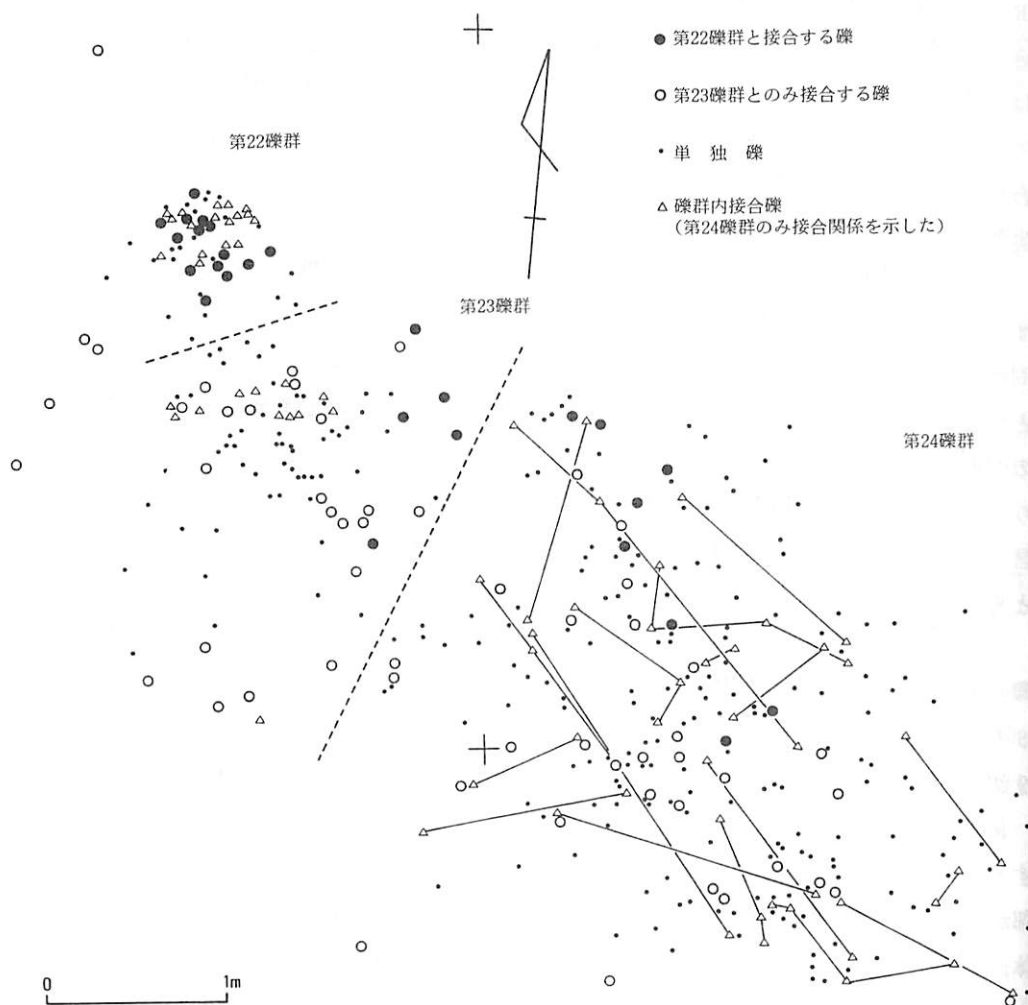 第22礫群と接合する礫
第23礫群とのみ接合する礫
単 独 礫
礫群内接合礫
(第24礫群のみ接合関係を示した)
第22礫群
第23礫群
第24礫群
0 1m